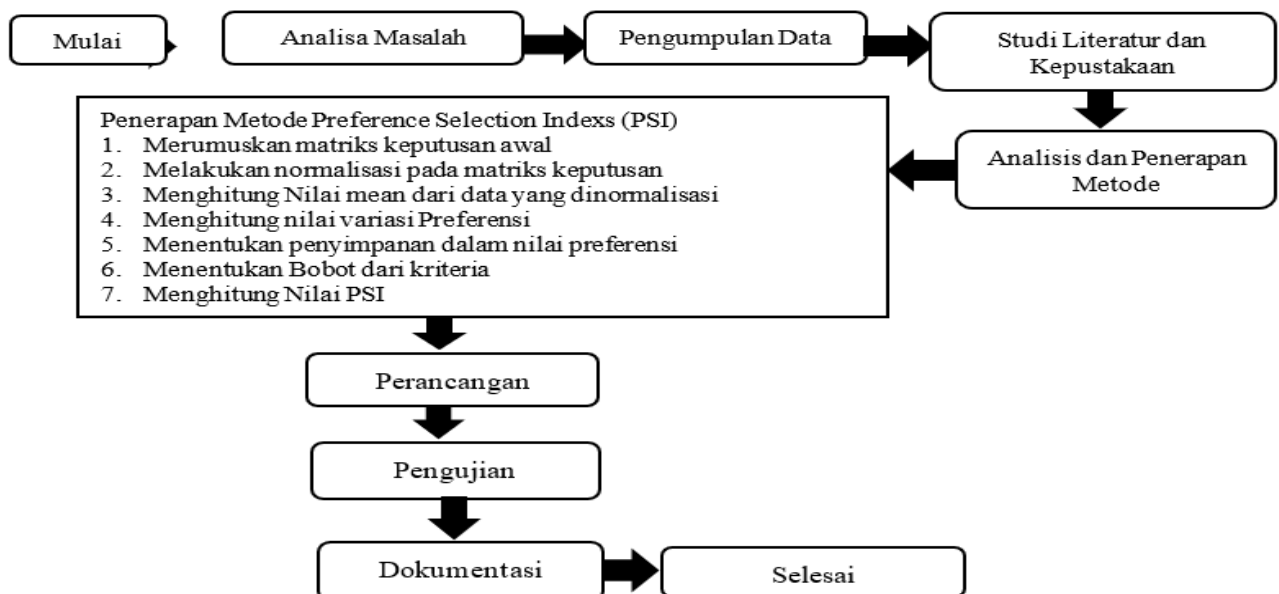 Mulai
Analisa Masalah
Pengumpulan Data
Studi Literatur dan
Kepustakaan
Analisis dan Penerapan
Metode
Penerapan Metode Preference Selection Indexs (PSI)
1. Merumuskan matriks keputusan awal
2. Melakukan normalisasi pada matriks keputusan
3. Menghitung Nilai mean dari data yang dinormalisasi
4. Menghitung nilai variasi Preferensi
5. Menentukan penyimpanan dalam nilai preferensi
6. Menentukan Bobot dari kriteria
7. Menghitung Nilai PSI
Perancangan
Pengujian
Dokumentasi
Selesai